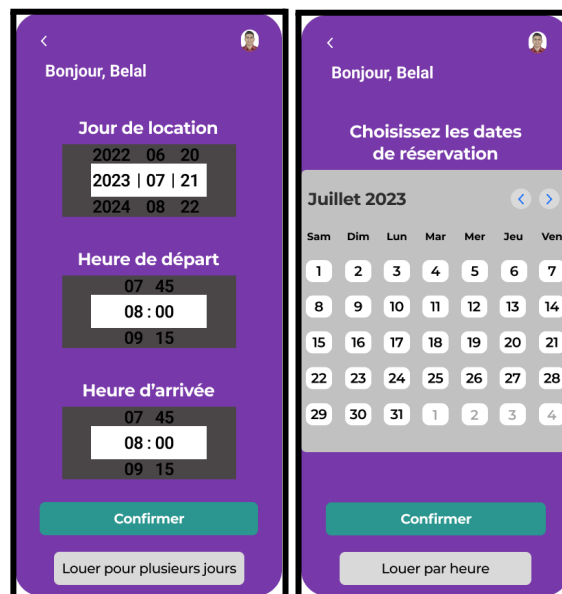 Bonjour, Belal
Jour de location
2022 06 20
2023 | 07 | 21
2024 08 22
Heure de départ
07 45
08 : 00
09 15
Heure d'arrivée
07 45
08 : 00
09 15
Confirmer
Louer pour plusieurs jours
Bonjour, Belal
Choisissez les dates
de réservation
Juillet 2023
Sam Dim Lun Mar Mer Jeu Ven
1 2 3 4 5 6 7
8 9 10 11 12 13 14
15 16 17 18 19 20 21
22 23 24 25 26 27 28
29 30 31 1 2 3 4
Confirmer
Louer par heure